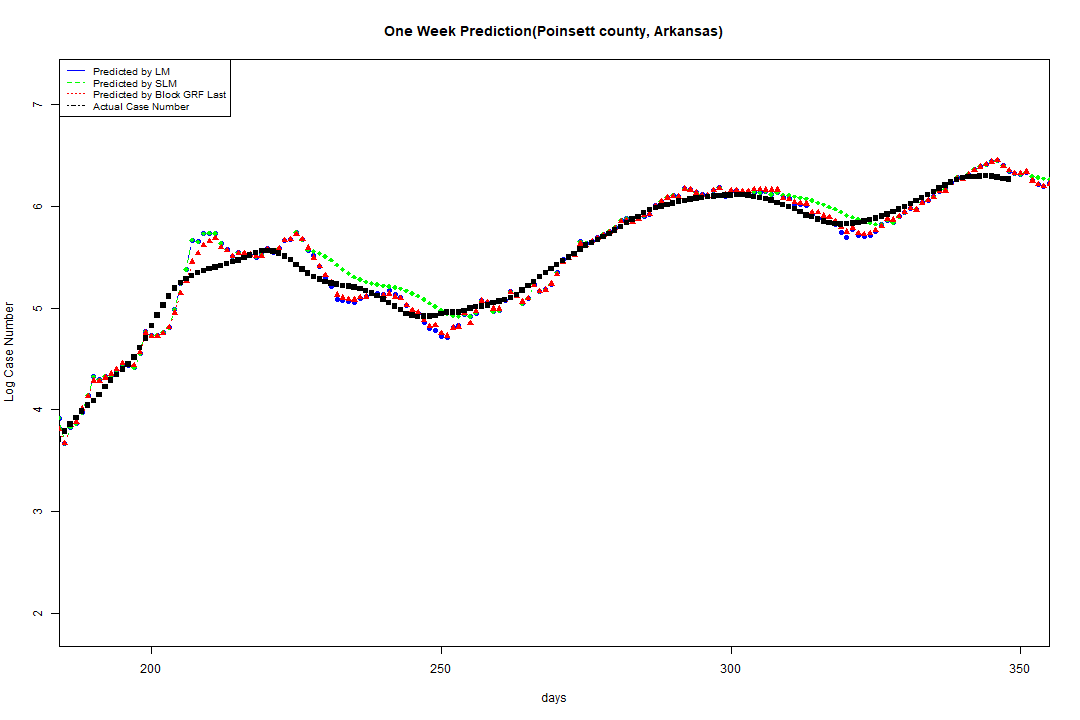 One Week Prediction(Poinsett county, Arkansas)
Predicted by LM
Predicted by SLM
Predicted by Block GRF Last
Actual Case Number
Log Case Number
7
6
5
4
3
2
200 250 300 350
days